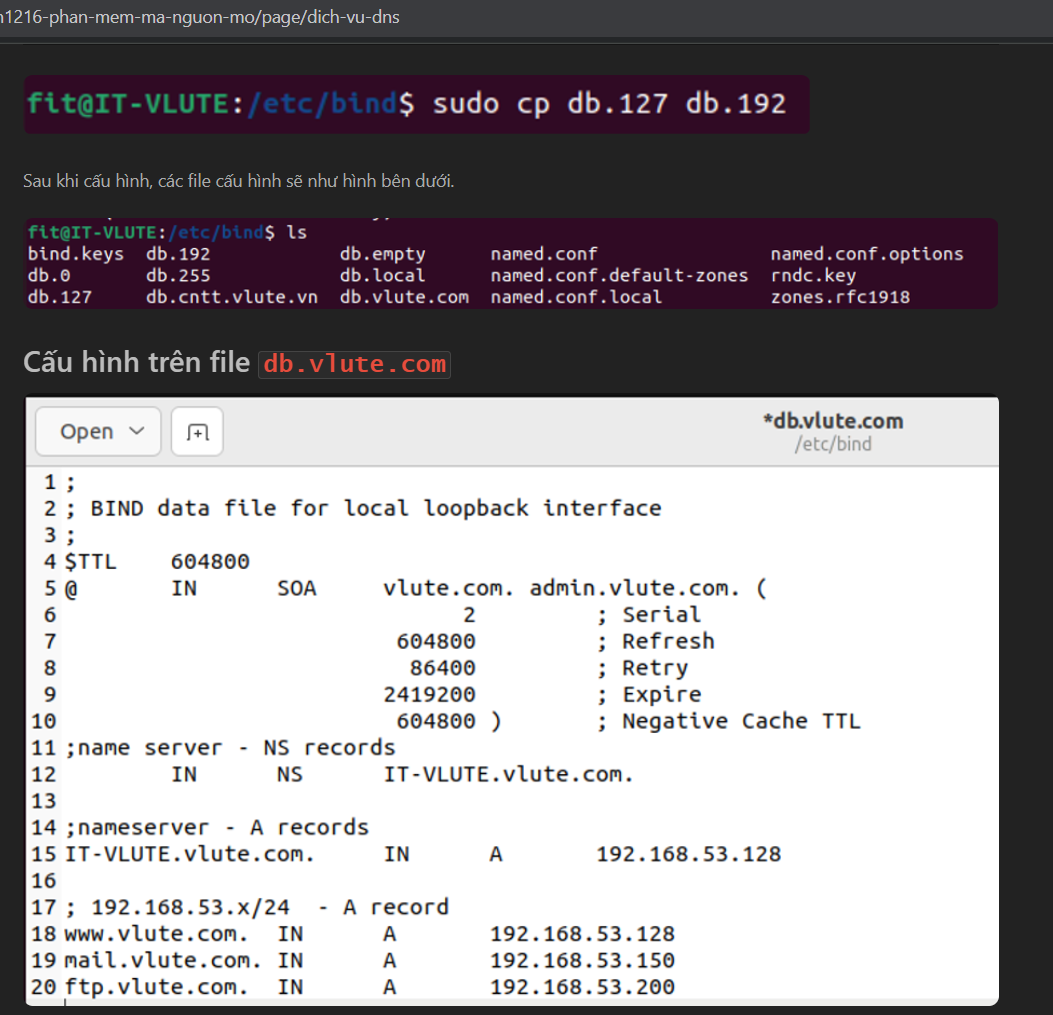 n1216-phan-mem-ma-nguon-mo/page/dich-vu-dns
fit@IT-VLUTE:/etc/bind$ sudo cp db.127 db.192
Sau khi cấu hình, các file cấu hình sẽ như hình bên dưới.
fit@IT-VLUTE:/etc/bind$ ls
bind.keys db.192 db.empty named.conf named.conf.options
db.0 db.255 db.local named.conf.default-zones rndc.key
db.127 db.cntt.vlute.vn db.vlute.com named.conf.local zones.rfc1918
Cấu hình trên file db.vlute.com
Open
*db.vlute.com
/etc/bind
1 ;
2 ; BIND data file for local loopback interface
3 ;
4 $TTL 604800
5 @ IN SOA vlute.com. admin.vlute.com. (
6 2 ; Serial
7 604800 ; Refresh
8 86400 ; Retry
9 2419200 ; Expire
10 604800 ) ; Negative Cache TTL
11 ;name server - NS records
12 IN NS IT-VLUTE.vlute.com.
13
14 ;nameserver - A records
15 IT-VLUTE.vlute.com. IN A 192.168.53.128
16
17 ; 192.168.53.x/24 - A record
18 www.vlute.com. IN A 192.168.53.128
19 mail.vlute.com. IN A 192.168.53.150
20 ftp.vlute.com. IN A 192.168.53.200